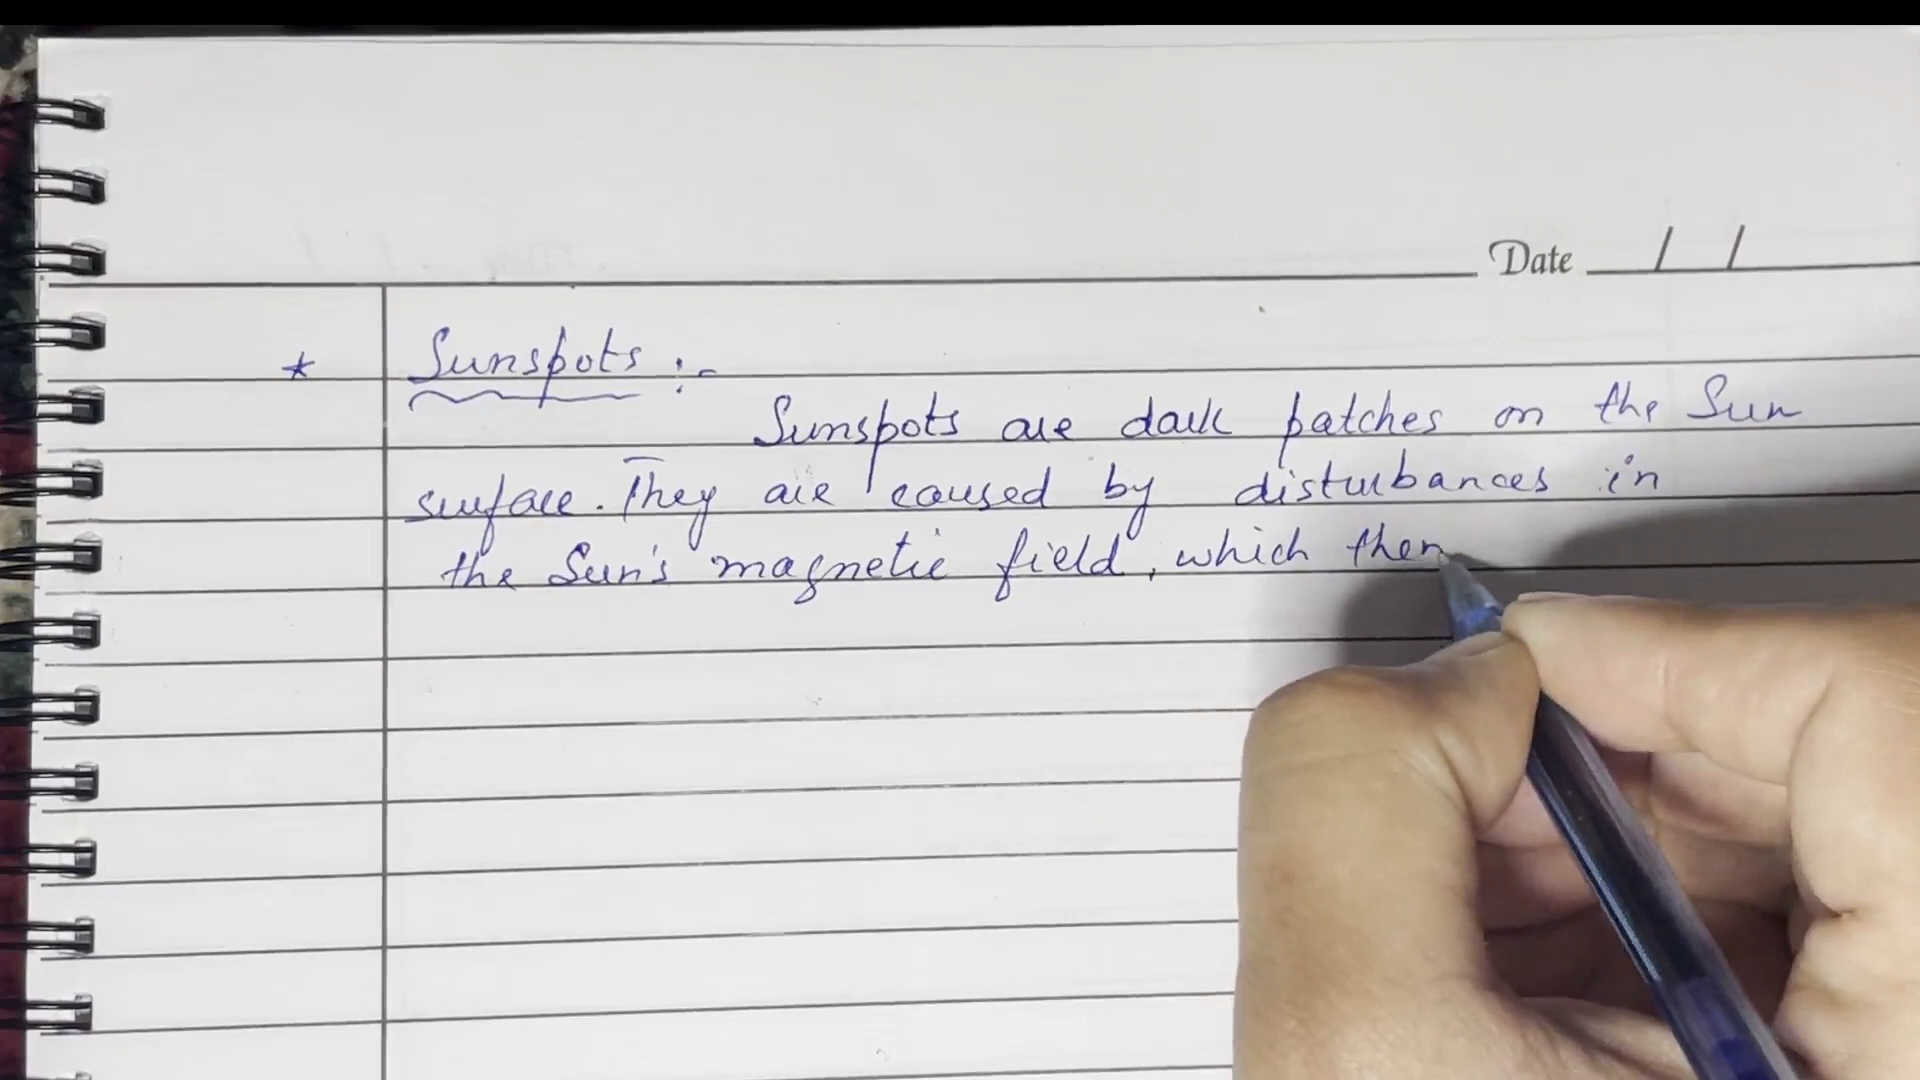 Date / /
* Sunspots :-
Sunspots are dark patches on the Sun
surface. They are caused by disturbances in
the Sun's magnetic field, which then